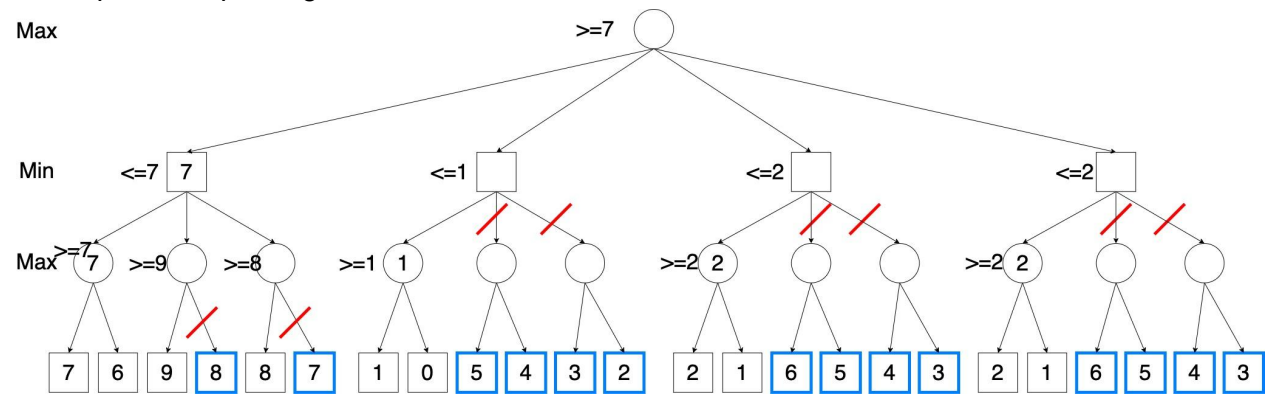 Max >=7
Min <=7 7 <=1 <=2 <=2
Max >=7 7 >=9 >=8 >=1 1 >=2 2 >=2 2
7 6 9 8 8 7 1 0 5 4 3 2 2 1 6 5 4 3 2 1 6 5 4 3